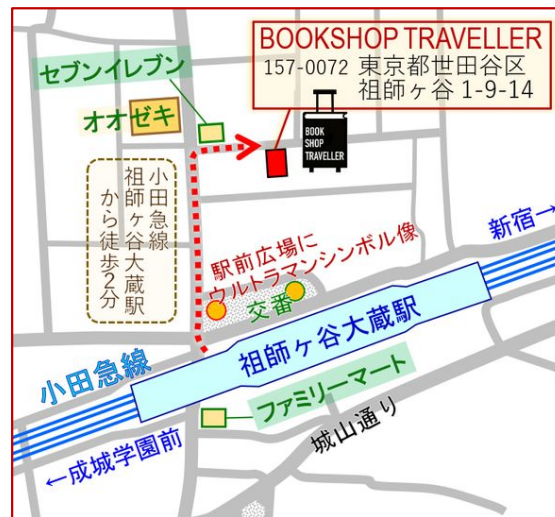 BOOKSHOP TRAVELLER
157-0072 東京都世田谷区
祖師ヶ谷 1-9-14
セブンイレブン
オオゼキ
BOOK
SHOP
TRAVELLER
小田急線
祖師ヶ谷大蔵駅
から徒歩2分
新宿→
駅前広場に
ウルトラマンシンボル像
交番
祖師ヶ谷大蔵駅
小田急線
ファミリーマート
城山通り
←成城学園前